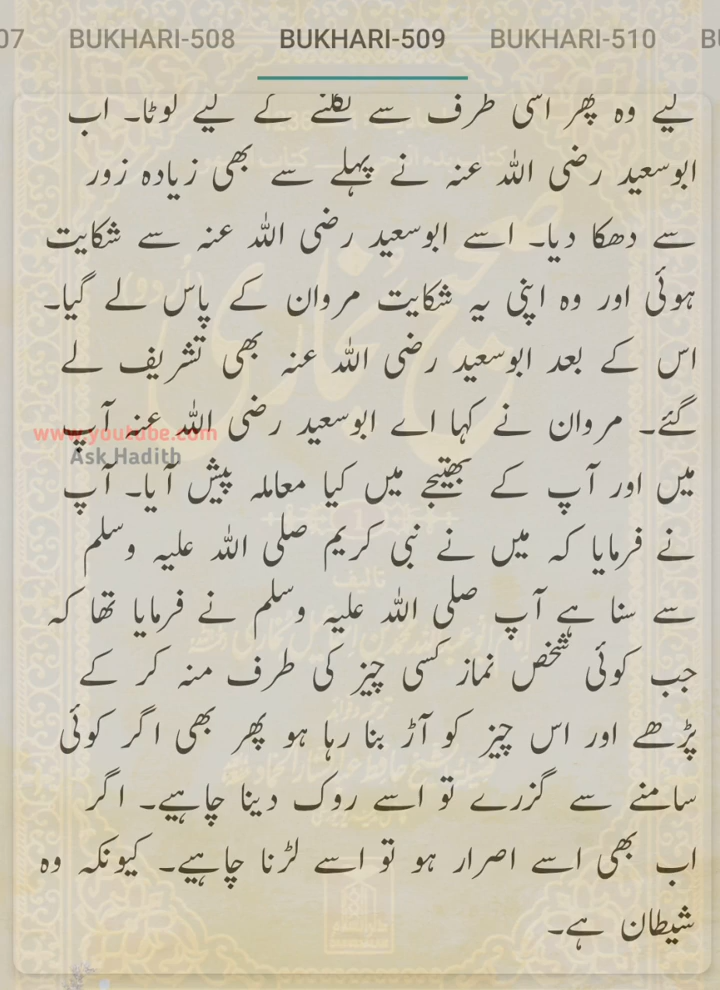 07 BUKHARI-508 BUKHARI-509 BUKHARI-510 BU
لیے وہ پھر اسی طرف سے نکلنے کے لیے لوٹا۔ اب
ابوسعید رضی اللہ عنہ نے پہلے سے بھی زیادہ زور
سے دھکا دیا۔ اسے ابوسعید رضی اللہ عنہ سے شکایت
ہوئی اور وہ اپنی یہ شکایت مروان کے پاس لے گیا۔
اس کے بعد ابوسعید رضی اللہ عنہ بھی تشریف لے
گئے۔ مروان نے کہا اے ابوسعید رضی اللہ عنہ آپ
www.youtube.com
Ask Hadith
میں اور آپ کے بھتیجے میں کیا معاملہ پیش آیا۔ آپ
نے فرمایا کہ میں نے نبی کریم صلی اللہ علیہ وسلم
سے سنا ہے آپ صلی اللہ علیہ وسلم نے فرمایا تھا کہ
جب کوئی شخص نماز کسی چیز کی طرف منہ کر کے
پڑھے اور اس چیز کو آڑ بنا رہا ہو پھر بھی اگر کوئی
سامنے سے گزرے تو اسے روک دینا چاہیے۔ اگر
اب بھی اسے اصرار ہو تو اسے لڑنا چاہیے۔ کیونکہ وہ
شیطان ہے۔